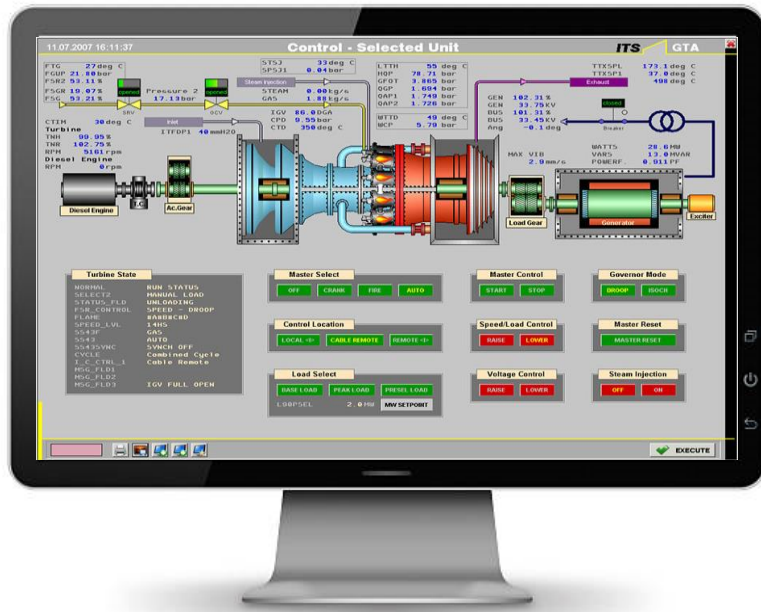 11.07.2007 16:11:37
Control - Selected Unit
ITS GTA
FTG 27 deg C
FGUP 21.80 bar
FSR2 53.11 %
FSGR 19.07 %
FSG 53.21 %
opened
SRV
Pressure 2
17.13 bar
opened
GCV
STSJ 33 deg C
SPSJ1 0.04 bar
Steam Injection
STEAM 0.00 kg/s
GAS 1.88 kg/s
LTTH 55 deg C
HQP 78.71 bar
GFOT 3.865 bar
QGP 1.694 bar
QAP1 1.749 bar
QAP2 1.726 bar
WTTD 49 deg C
WCP 5.79 bar
TTXSPL 173.1 deg C
TTXSP1 37.0 deg C
Exhaust 498 deg C
GEN 102.31 %
GEN 33.79 KV
BUS 101.31 %
BUS 33.45 KV
Ang -0.1 deg
closed
Breaker
CTIM 30 deg C
Inlet
ITFDP1 40 mmH2O
IGV 86.0 DGA
CPD 9.55 bar
CTD 350 deg C
Turbine
TNH 99.95 %
TNR 102.75 %
RPM 5161 rpm
Diesel Engine
RPM 0 rpm
MAX VIB
2.9 mm/s
WATTS 28.6 MW
VARS 13.0 MVAR
POWERF. 0.911 PF
Diesel Engine
Ac.Gear
Load Gear
Generator
Exciter
Turbine State
NORMAL RUN STATUS
SELECT2 MANUAL LOAD
STATUS_FLD UNLOADING
FSR_CONTROL SPEED - DROOP
FLAME #A#B#C#D
SPEED_LVL 14HS
SS43F GAS
SS43 AUTO
SS43SYNC SYNCH OFF
CYCLE Combined Cycle
I_C_CTRL_1 Cable Remote
MSG_FLD1
MSG_FLD2
MSG_FLD3 IGV FULL OPEN
Master Select
OFF CRANK FIRE AUTO
Control Location
LOCAL <I> CABLE REMOTE REMOTE <I>
Load Select
BASE LOAD PEAK LOAD PRESEL LOAD
2.0 MW MW SETPOINT
Master Control
START STOP
Speed/Load Control
RAISE LOWER
Voltage Control
RAISE LOWER
Governor Mode
DROOP ISOCH
Master Reset
MASTER RESET
Steam Injection
OFF ON
EXECUTE